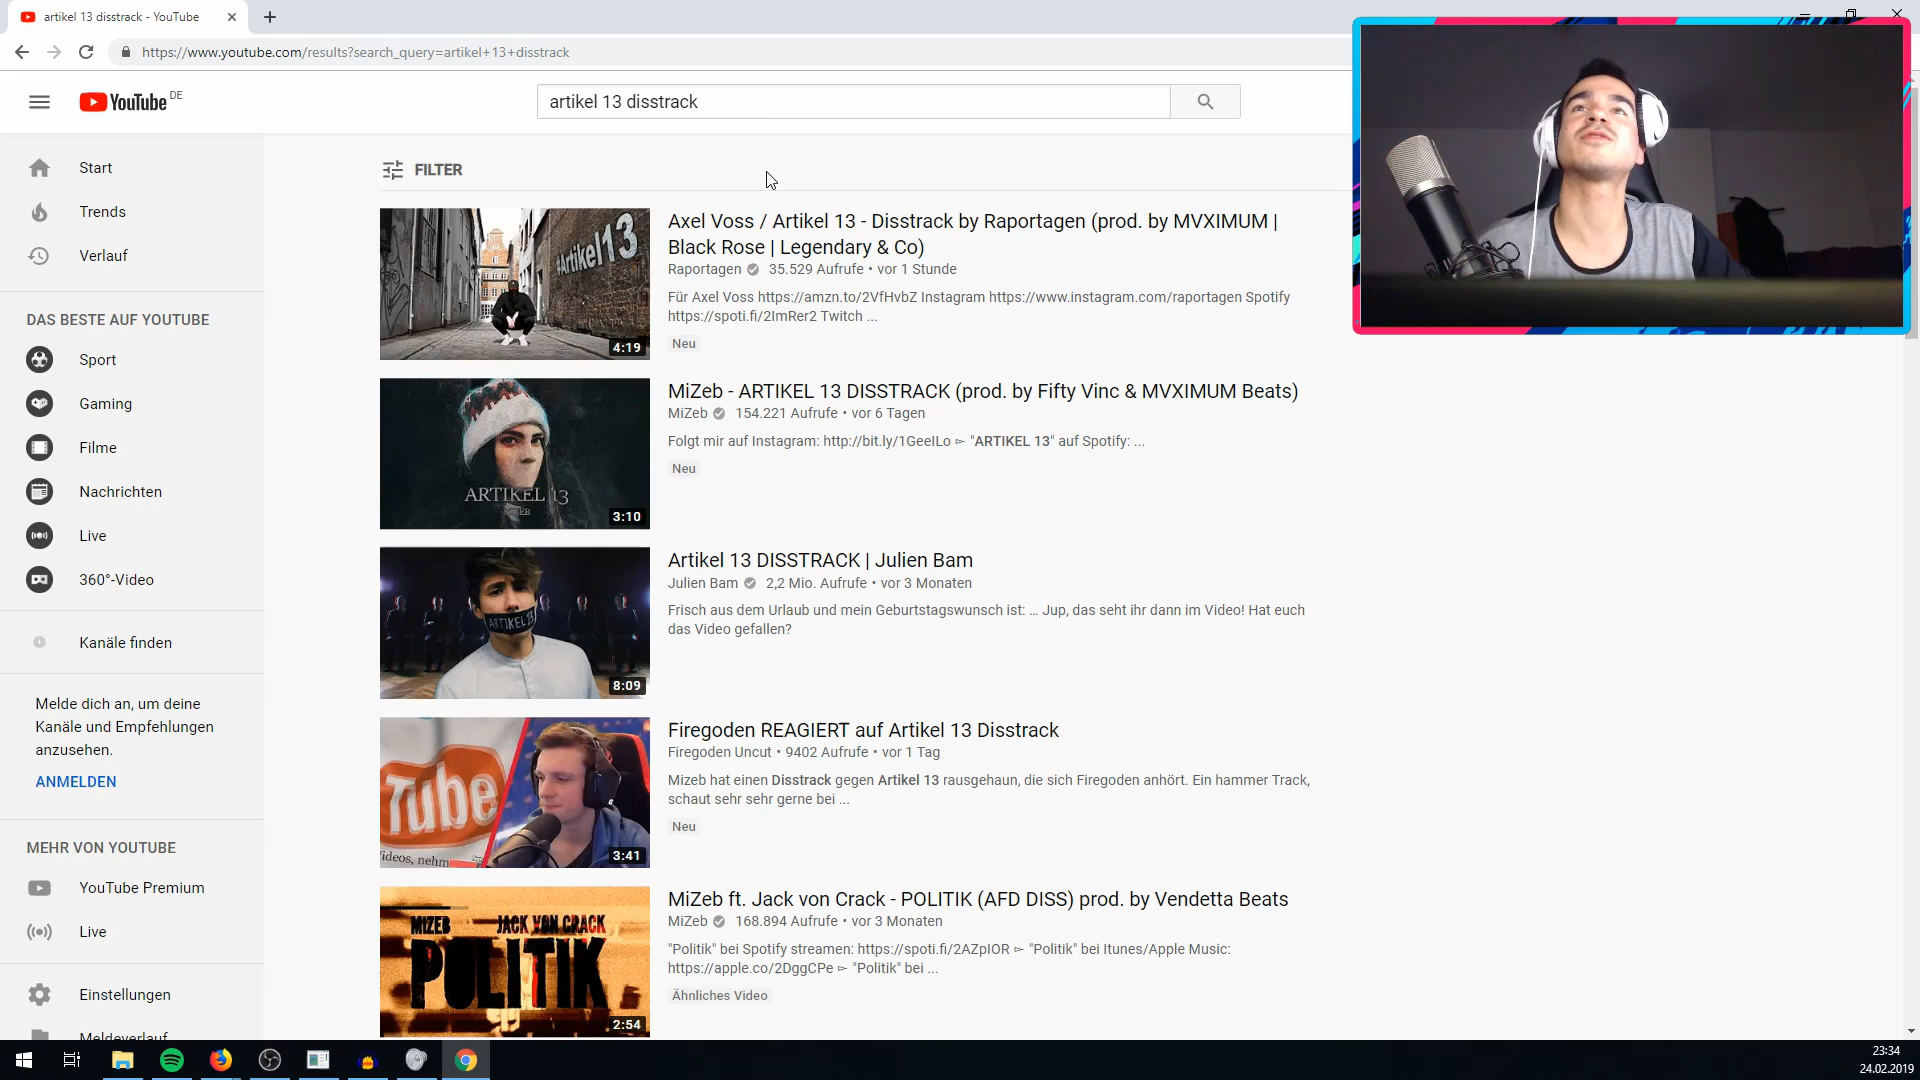 artikel 13 disstrack - YouTube
https://www.youtube.com/results?search_query=artikel+13+disstrack
YouTube DE
artikel 13 disstrack
Start
Trends
Verlauf
DAS BESTE AUF YOUTUBE
Sport
Gaming
Filme
Nachrichten
Live
360°-Video
Kanäle finden
Melde dich an, um deine
Kanäle und Empfehlungen
anzusehen.
ANMELDEN
MEHR VON YOUTUBE
YouTube Premium
Live
Einstellungen
Meldeverlauf
FILTER
#Artikel13
4:19
Axel Voss / Artikel 13 - Disstrack by Raportagen (prod. by MVXIMUM |
Black Rose | Legendary & Co)
Raportagen 35.529 Aufrufe • vor 1 Stunde
Für Axel Voss https://amzn.to/2VfHvbZ Instagram https://www.instagram.com/raportagen Spotify
https://spoti.fi/2ImRer2 Twitch ...
Neu
ARTIKEL 13
3:10
MiZeb - ARTIKEL 13 DISSTRACK (prod. by Fifty Vinc & MVXIMUM Beats)
MiZeb 154.221 Aufrufe • vor 6 Tagen
Folgt mir auf Instagram: http://bit.ly/1GeeILo ➣ "ARTIKEL 13" auf Spotify: ...
Neu
ARTIKEL13
8:09
Artikel 13 DISSTRACK | Julien Bam
Julien Bam 2,2 Mio. Aufrufe • vor 3 Monaten
Frisch aus dem Urlaub und mein Geburtstagswunsch ist: ... Jup, das seht ihr dann im Video! Hat euch
das Video gefallen?
Tube
ideos, nehm
3:41
Firegoden REAGIERT auf Artikel 13 Disstrack
Firegoden Uncut • 9402 Aufrufe • vor 1 Tag
Mizeb hat einen Disstrack gegen Artikel 13 rausgehaun, die sich Firegoden anhört. Ein hammer Track,
schaut sehr sehr gerne bei ...
Neu
MIZEB JACK VON CRACK
POLITIK
2:54
MiZeb ft. Jack von Crack - POLITIK (AFD DISS) prod. by Vendetta Beats
MiZeb 168.894 Aufrufe • vor 3 Monaten
"Politik" bei Spotify streamen: https://spoti.fi/2AZpIOR ➣ "Politik" bei Itunes/Apple Music:
https://apple.co/2DggCPe ➣ "Politik" bei ...
Ähnliches Video
23:34
24.02.2019